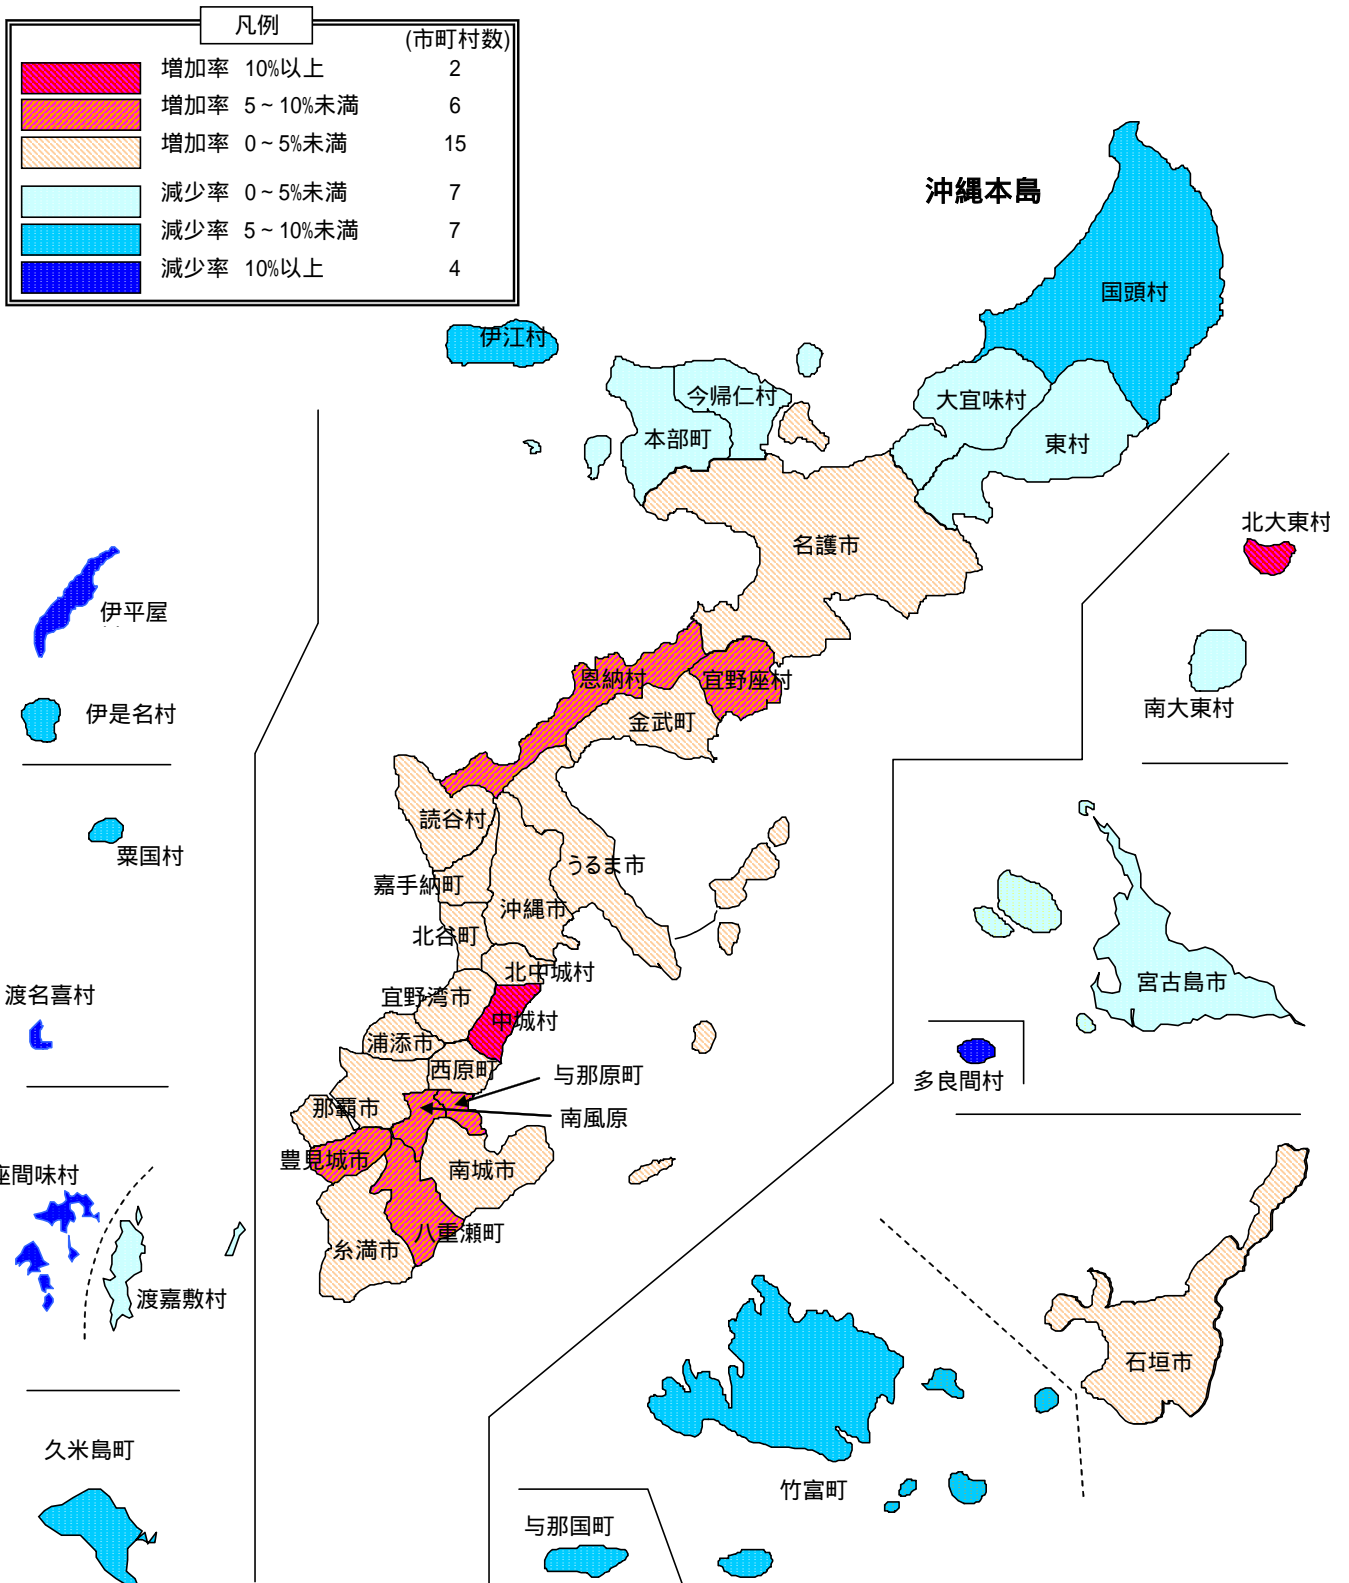 凡例
(市町村数)
増加率 10%以上 2
増加率 5~10%未満 6
増加率 0~5%未満 15
減少率 0~5%未満 7
減少率 5~10%未満 7
減少率 10%以上 4
沖縄本島
国頭村
伊江村
今帰仁村
大宜味村
本部町
東村
北大東村
名護市
伊平屋
恩納村
宜野座村
南大東村
伊是名村
金武町
読谷村
粟国村
うるま市
嘉手納町
沖縄市
北谷町
北中城村
宮古島市
渡名喜村
宜野湾市
中城村
浦添市
西原町
与那原町
多良間村
那覇市
南風原
豊見城市
南城市
座間味村
八重瀬町
糸満市
渡嘉敷村
石垣市
久米島町
竹富町
与那国町